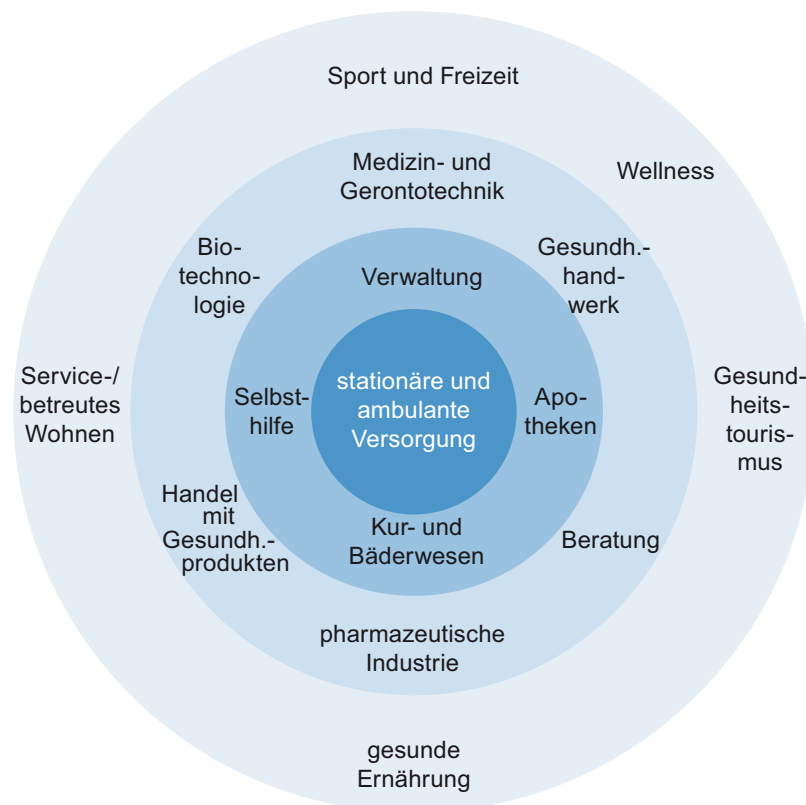 Sport und Freizeit
Wellness
Medizin- und
Gerontotechnik
Bio-
techno-
logie
Gesundh.-
hand-
werk
Verwaltung
Service-/
betreutes
Wohnen
Selbst-
hilfe
stationäre und
ambulante
Versorgung
Apo-
theken
Gesund-
heits-
touris-
mus
Handel
mit
Gesundh.-
produkten
Kur- und
Bäderwesen
Beratung
pharmazeutische
Industrie
gesunde
Ernährung